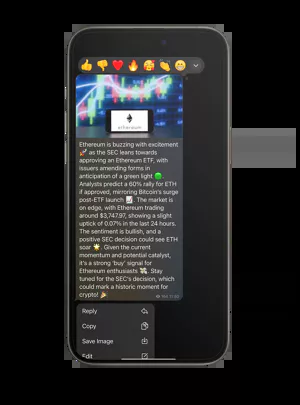 ethereum
Ethereum is buzzing with excitement
🚀 as the SEC leans towards
approving an Ethereum ETF, with
issuers amending forms in
anticipation of a green light 🟢.
Analysts predict a 60% rally for ETH
if approved, mirroring Bitcoin's surge
post-ETF launch 📈. The market is
on edge, with Ethereum trading
around $3,747.97, showing a slight
uptick of 0.07% in the last 24 hours.
The sentiment is bullish, and a
positive SEC decision could see ETH
soar 🌟. Given the current
momentum and potential catalyst,
it's a strong 'buy' signal for
Ethereum enthusiasts 💸. Stay
tuned for the SEC's decision, which
could mark a historic moment for
crypto! 🎉
Reply
Copy
Save Image
Edit